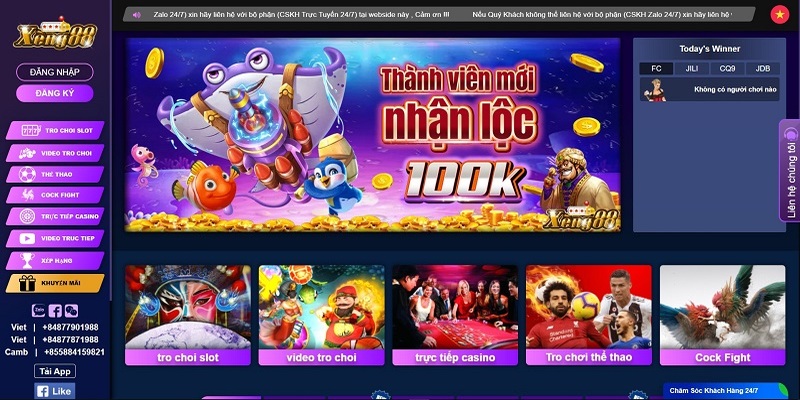 Zalo 24/7) xin hãy liên hệ với bộ phận (CSKH Trực Tuyến 24/7) tại webside này , Cảm ơn !!!
Nếu Quý Khách không thể liên hệ với bộ phận (CSKH Zalo 24/7) xin hãy liên hệ v
Xeng88
ĐĂNG NHẬP
ĐĂNG KÝ
TRO CHOI SLOT
VIDEO TRO CHOI
THỂ THAO
COCK FIGHT
TRỰC TIẾP CASINO
VIDEO TRUC TIEP
XẾP HẠNG
KHUYẾN MÃI
Zalo
Viet | +84877901988
Viet | +84877871988
Camb | +855884159821
Tải App
Like
Thành viên mới
nhận lộc
100k
Xeng88
Today's Winner
FC JILI CQ9 JDB
Không có người chơi nào
Liên hệ chúng tôi
tro choi slot
video tro choi
trực tiếp casino
Tro chơi thể thao
Cock Fight
Chăm Sóc Khách Hàng 24/7